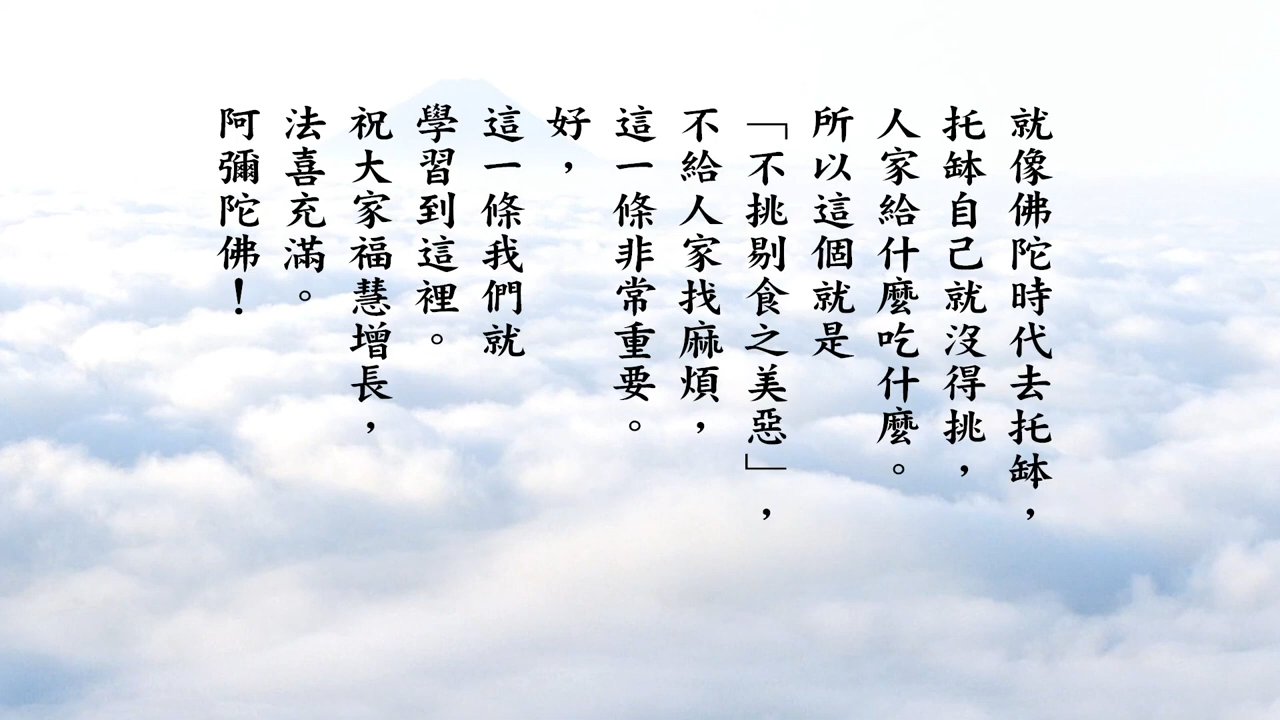 就像佛陀時代去托缽，
托缽自己就沒得挑，
人家給什麼吃什麼。
所以這個就是
「不挑剔食之美惡」，
不給人家找麻煩，
這一條非常重要。
好，
這一條我們就
學習到這裡。
祝大家福慧增長，
法喜充滿。
阿彌陀佛！